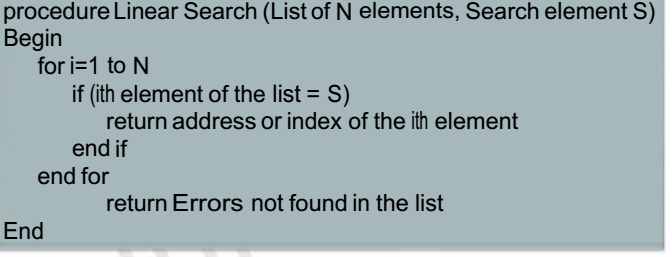 procedure Linear Search (List of N elements, Search element S)
Begin
for i=1 to N
if (ith element of the list = S)
return address or index of the ith element
end if
end for
return Errors not found in the list
End